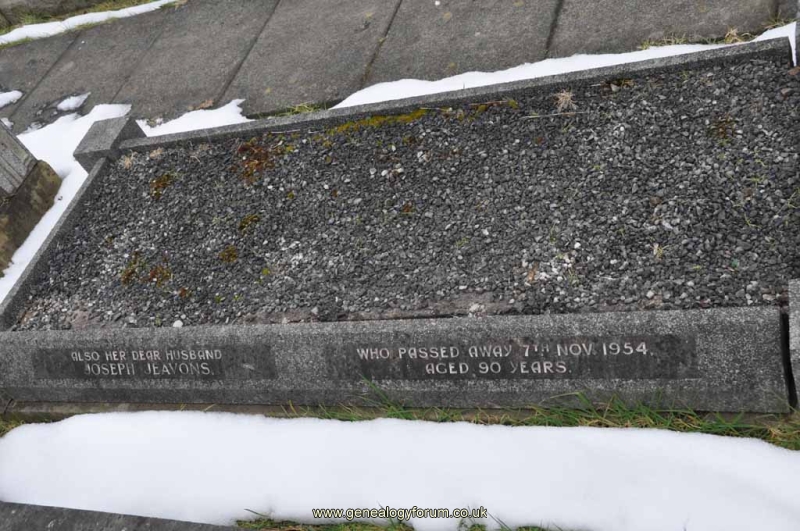 ALSO HER DEAR HUSBAND
JOSEPH JEAVONS.
WHO PASSED AWAY 7TH NOV. 1954.
AGED 90 YEARS.
www.genealogyforum.co.uk